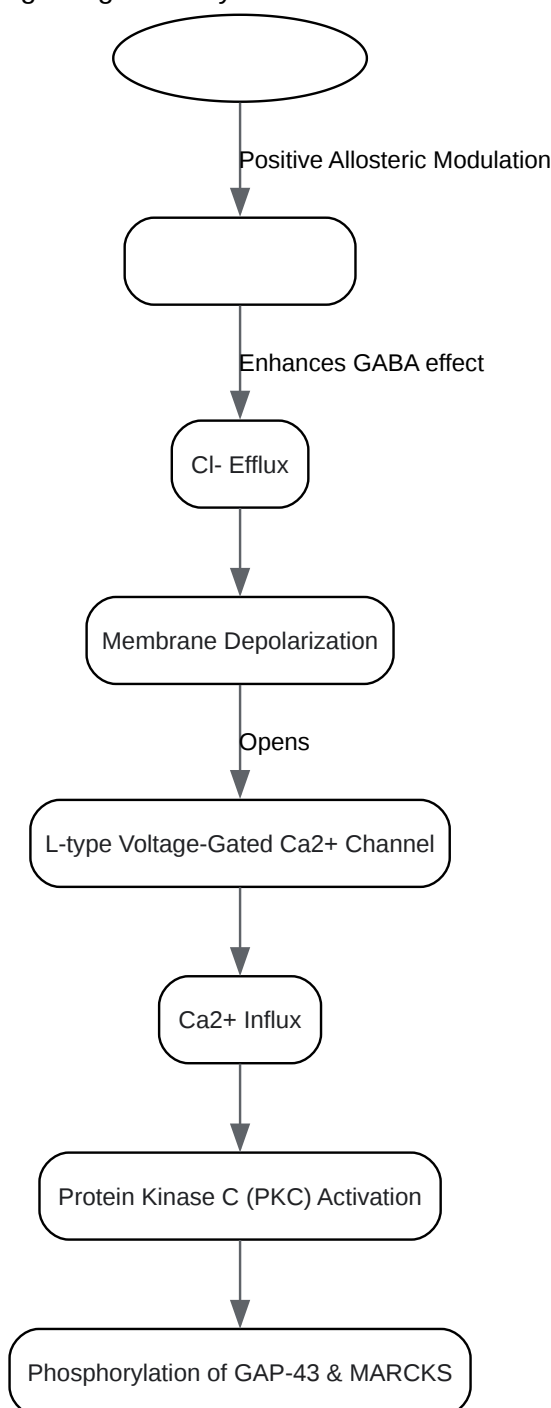 Positive Allosteric Modulation
Enhances GABA effect
Cl- Efflux
Membrane Depolarization
Opens
L-type Voltage-Gated Ca2+ Channel
Ca2+ Influx
Protein Kinase C (PKC) Activation
Phosphorylation of GAP-43 & MARCKS